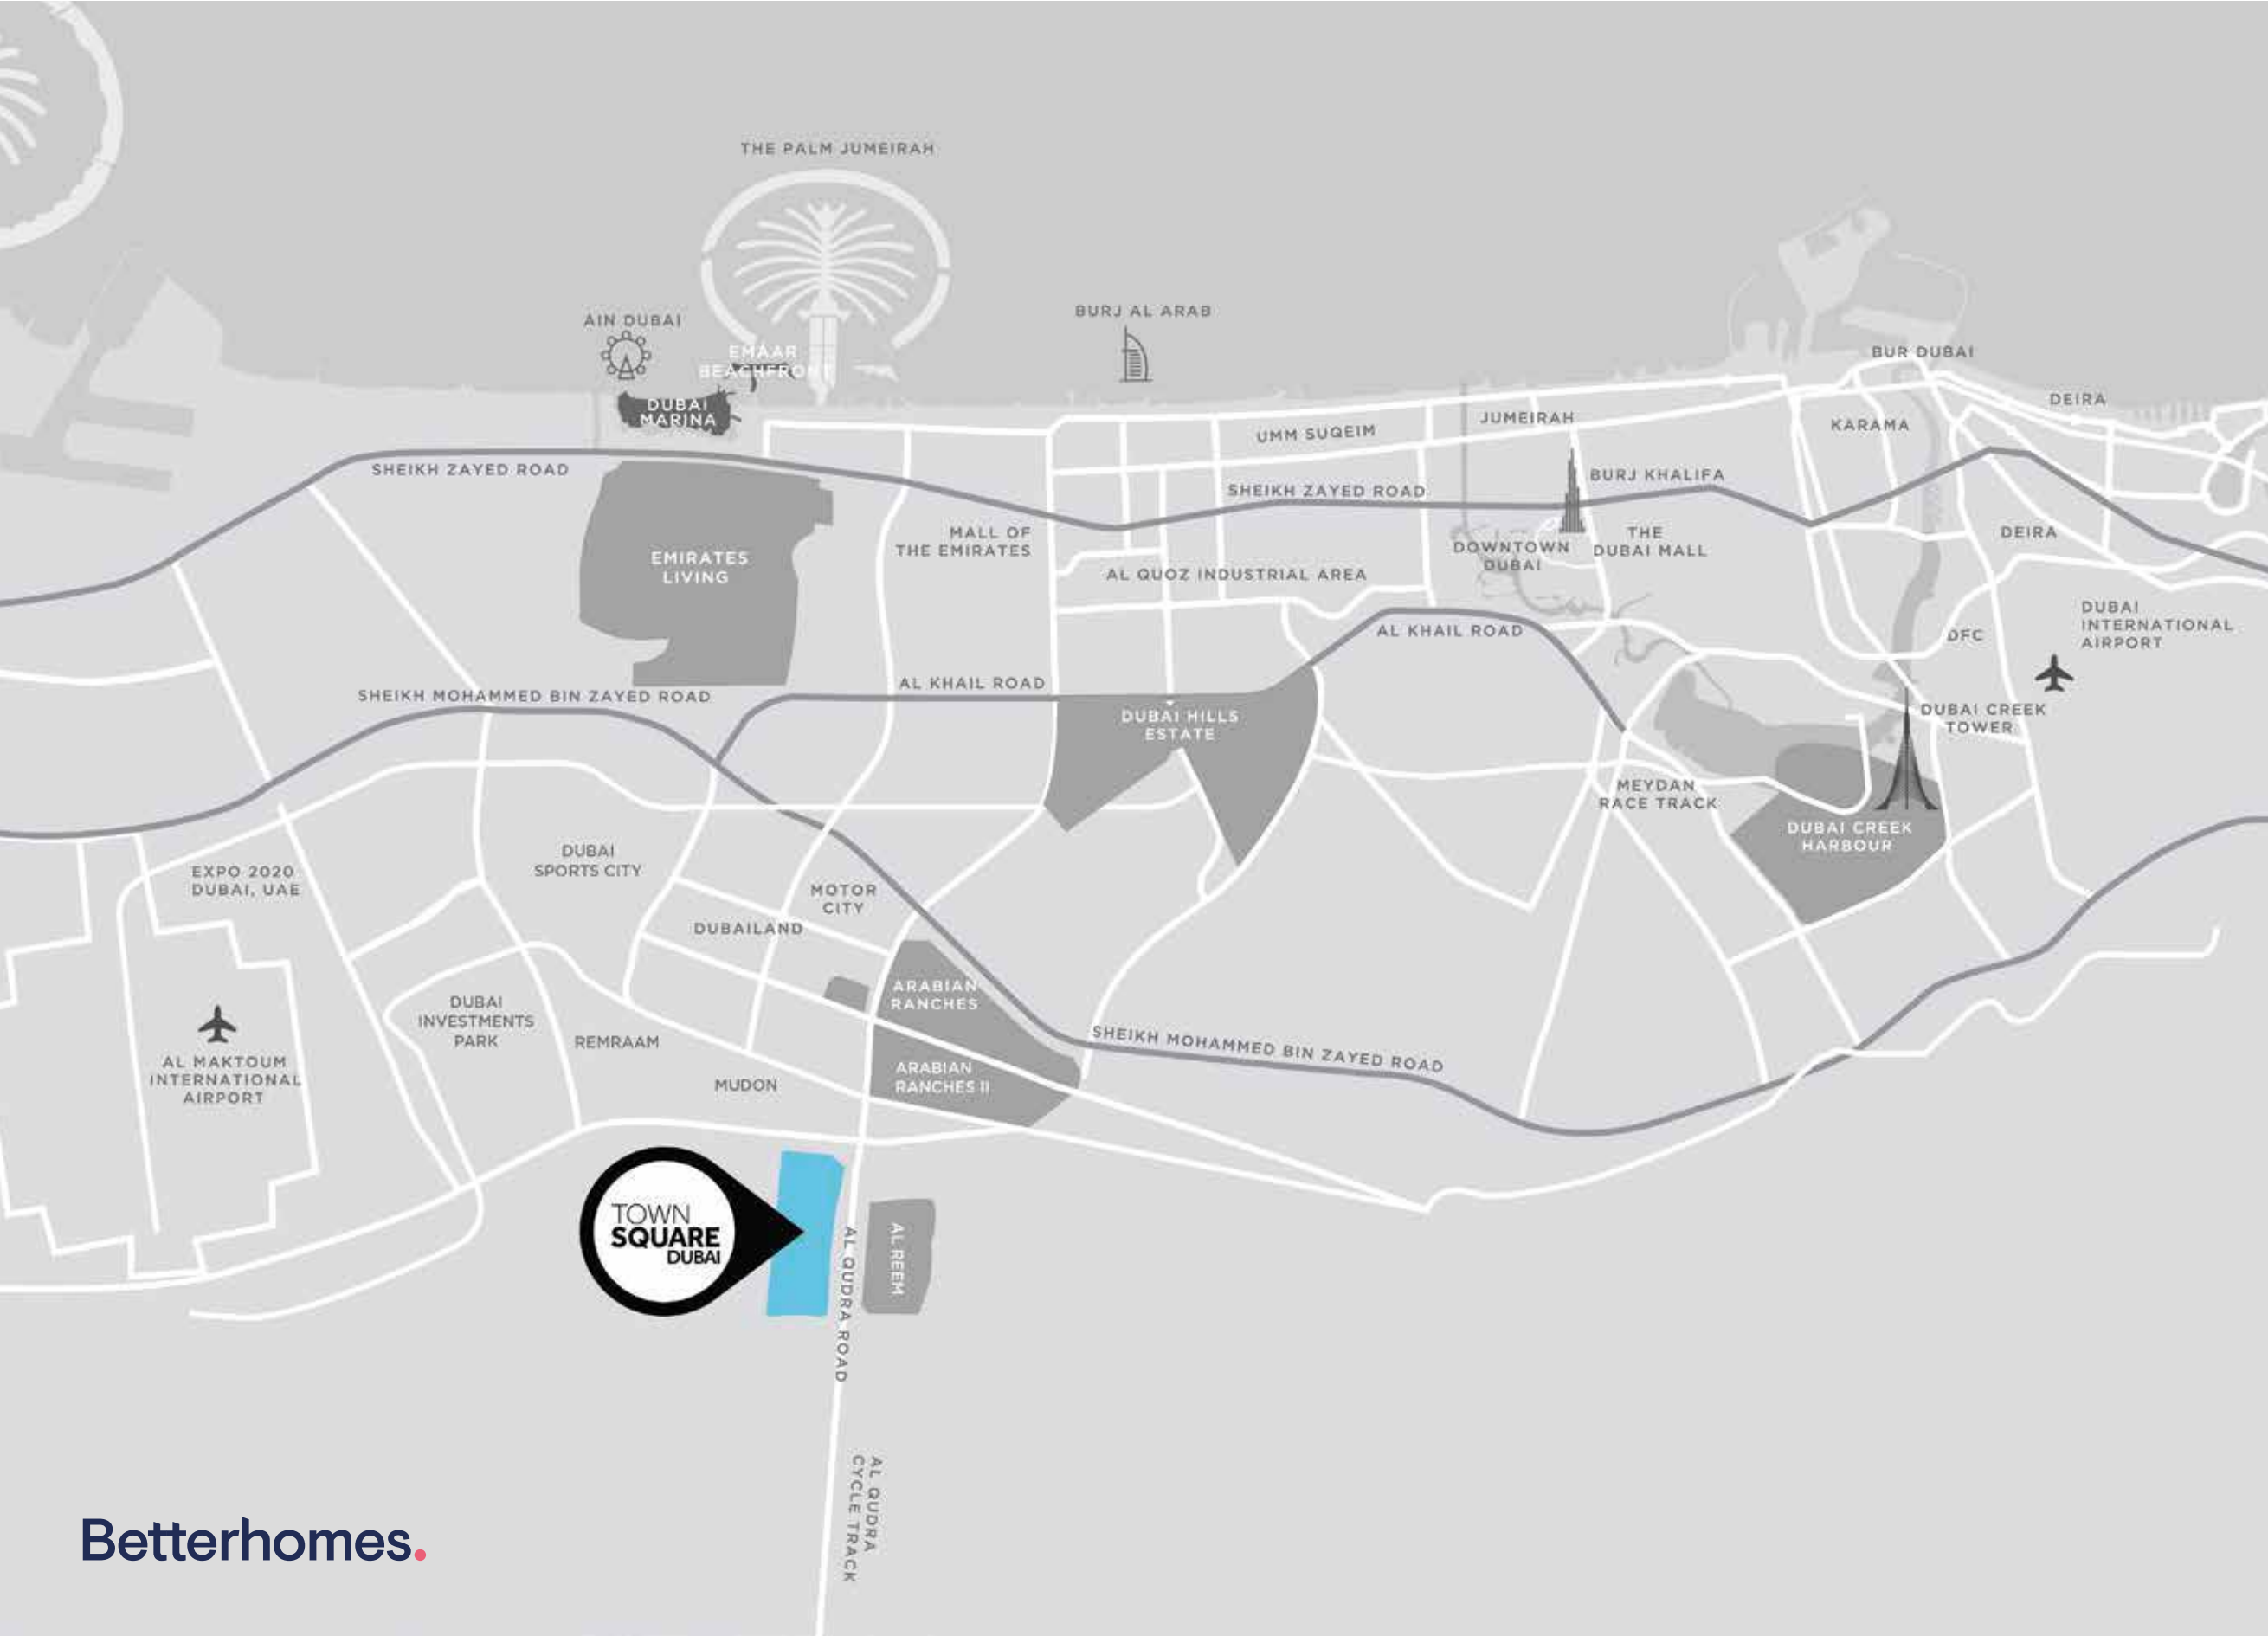 THE PALM JUMEIRAH
AIN DUBAI
BURJ AL ARAB
EMAAR
BEACHFRONT
BUR DUBAI
DUBAI
MARINA
DEIRA
JUMEIRAH
KARAMA
UMM SUQEIM
SHEIKH ZAYED ROAD
BURJ KHALIFA
SHEIKH ZAYED ROAD
MALL OF
THE EMIRATES
DOWNTOWN
DUBAI
THE
DUBAI MALL
DEIRA
EMIRATES
LIVING
AL QUOZ INDUSTRIAL AREA
DUBAI
INTERNATIONAL
AIRPORT
AL KHAIL ROAD
DFC
AL KHAIL ROAD
SHEIKH MOHAMMED BIN ZAYED ROAD
DUBAI HILLS
ESTATE
DUBAI CREEK
TOWER
MEYDAN
RACE TRACK
DUBAI CREEK
HARBOUR
DUBAI
SPORTS CITY
EXPO 2020
DUBAI, UAE
MOTOR
CITY
DUBAILAND
ARABIAN
RANCHES
DUBAI
INVESTMENTS
PARK
REMRAAM
SHEIKH MOHAMMED BIN ZAYED ROAD
AL MAKTOUM
INTERNATIONAL
AIRPORT
MUDON
ARABIAN
RANCHES II
TOWN
SQUARE
DUBAI
AL QUDRA ROAD
AL REEM
AL QUDRA
CYCLE TRACK
Betterhomes.